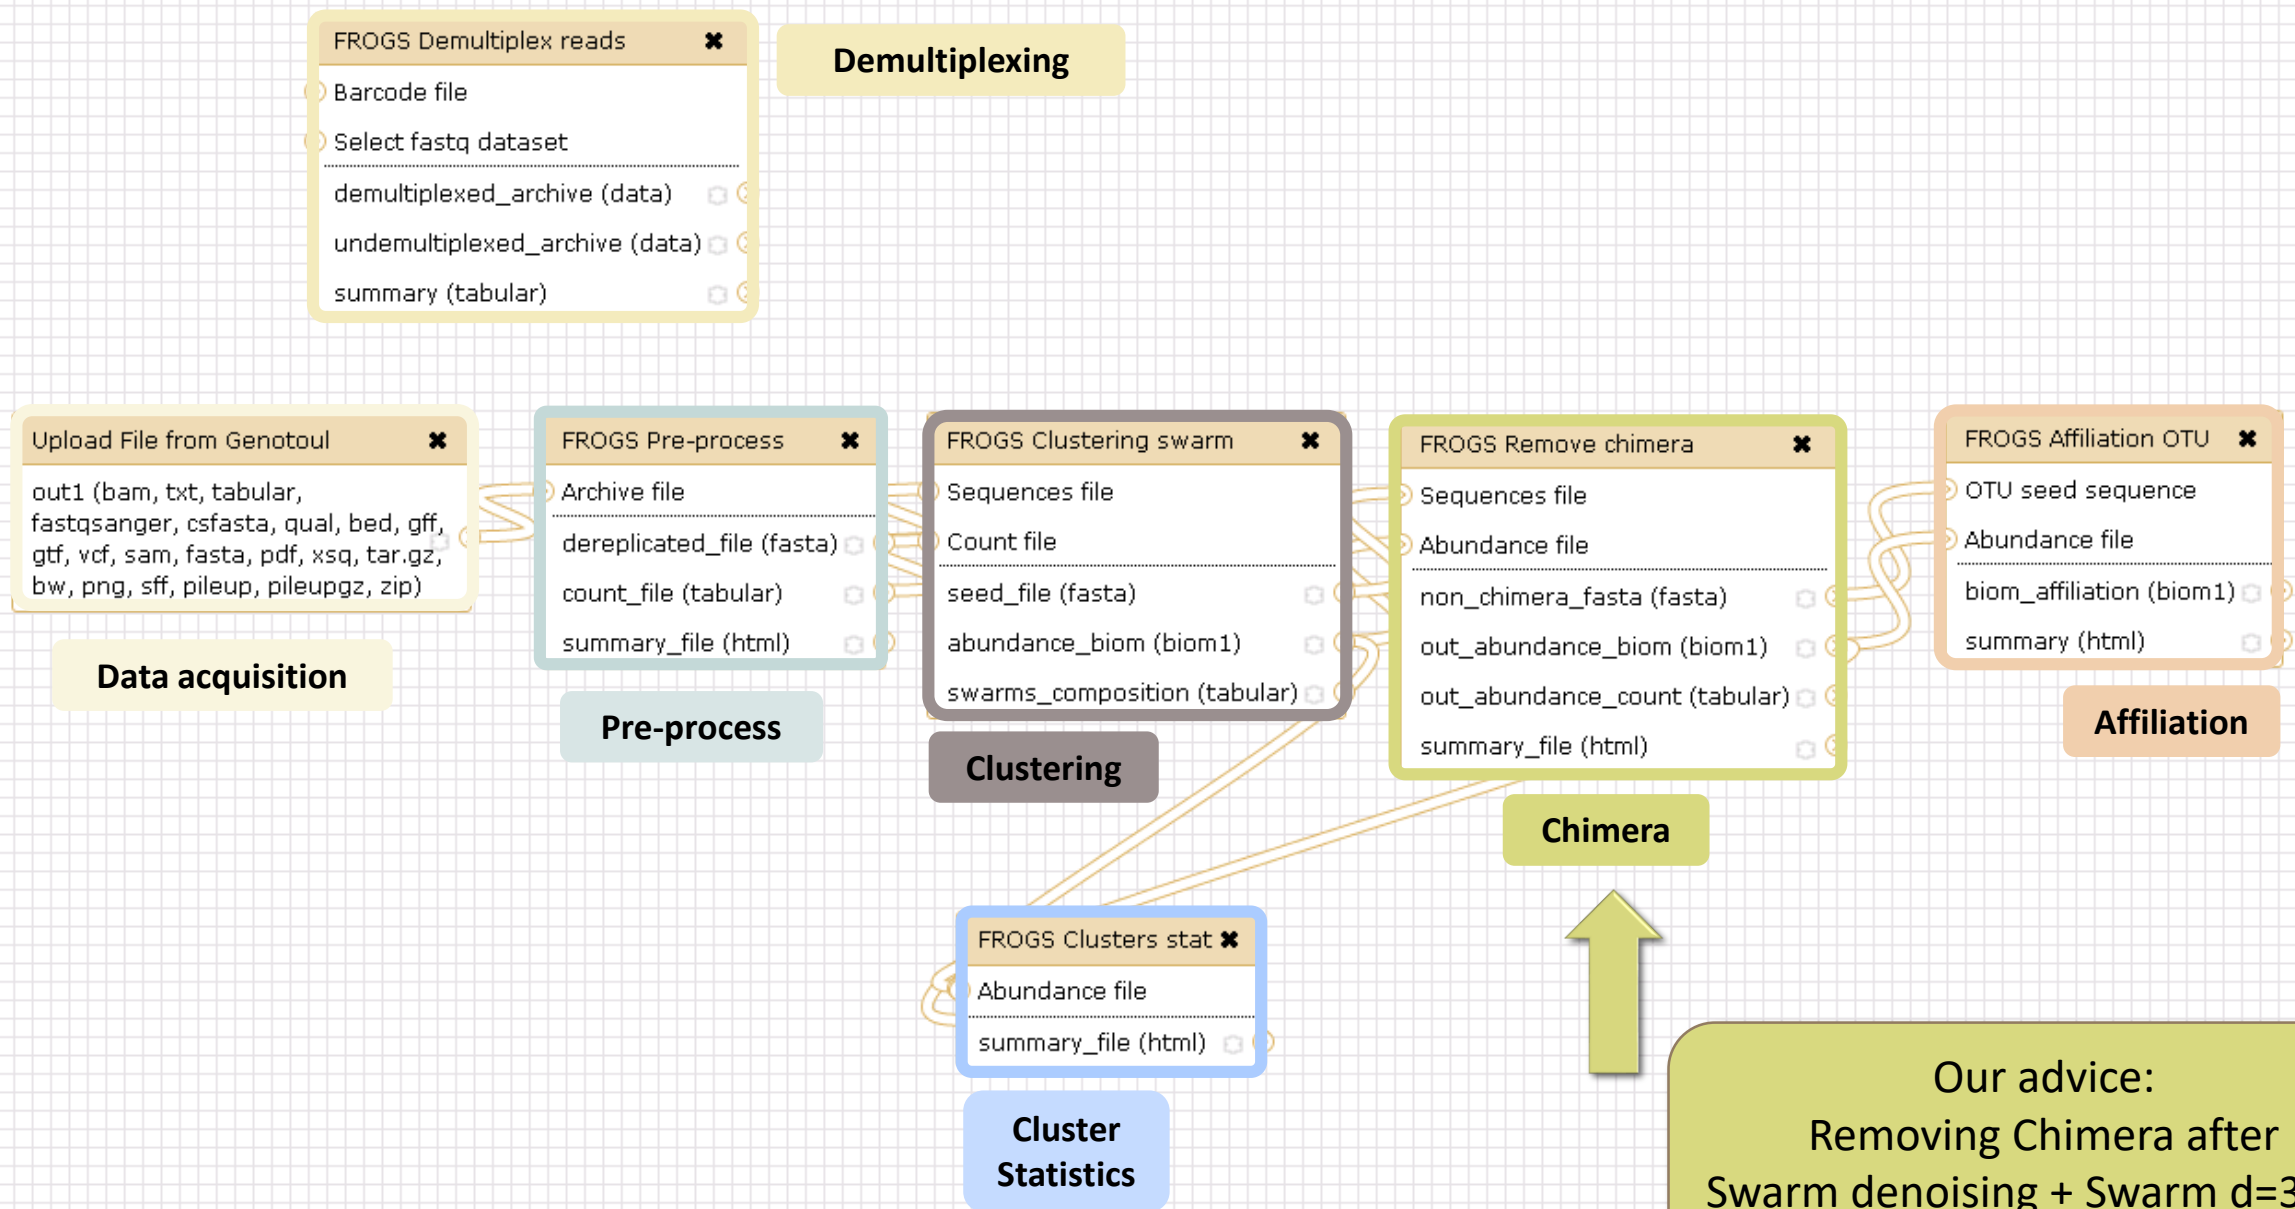 FROGS Demultiplex reads
Barcode file
Select fastq dataset
demultiplexed_archive (data)
undemultiplexed_archive (data)
summary (tabular)
Demultiplexing
Upload File from Genotoul
out1 (bam, txt, tabular,
fastqsanger, csfasta, qual, bed, gff,
gtf, vcf, sam, fasta, pdf, xsq, tar.gz,
bw, png, sff, pileup, pileupgz, zip)
Data acquisition
FROGS Pre-process
Archive file
dereplicated_file (fasta)
count_file (tabular)
summary_file (html)
Pre-process
FROGS Clustering swarm
Sequences file
Count file
seed_file (fasta)
abundance_biom (biom1)
swarms_composition (tabular)
Clustering
FROGS Remove chimera
Sequences file
Abundance file
non_chimera_fasta (fasta)
out_abundance_biom (biom1)
out_abundance_count (tabular)
summary_file (html)
Chimera
FROGS Affiliation OTU
OTU seed sequence
Abundance file
biom_affiliation (biom1)
summary (html)
Affiliation
FROGS Clusters stat
Abundance file
summary_file (html)
Cluster
Statistics
Our advice:
Removing Chimera after
Swarm denoising + Swarm d=3